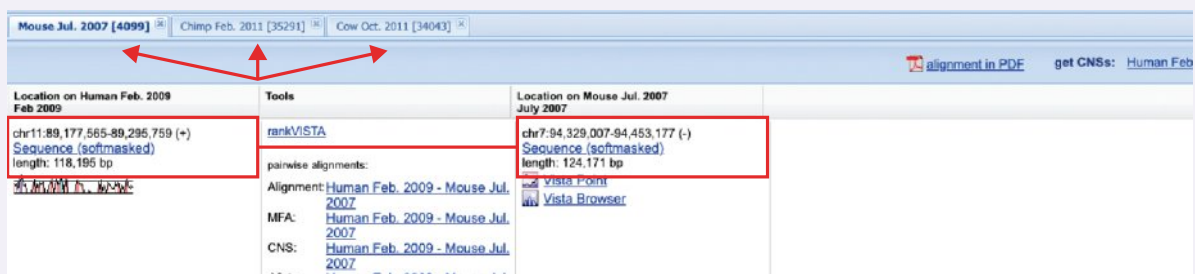 Mouse Jul. 2007 [4099] Chimp Feb. 2011 [35291] Cow Oct. 2011 [34043]
alignment in PDF get CNSs: Human Feb
Location on Human Feb. 2009
Feb 2009
Tools
Location on Mouse Jul. 2007
July 2007
chr11:89,177,565-89,295,759 (+)
Sequence (softmasked)
length: 118,195 bp
rankVISTA
pairwise alignments:
Alignment: Human Feb. 2009 - Mouse Jul.
2007
MFA: Human Feb. 2009 - Mouse Jul.
2007
CNS: Human Feb. 2009 - Mouse Jul.
2007
chr7:94,329,007-94,453,177 (-)
Sequence (softmasked)
length: 124,171 bp
Vista Point
Vista Browser